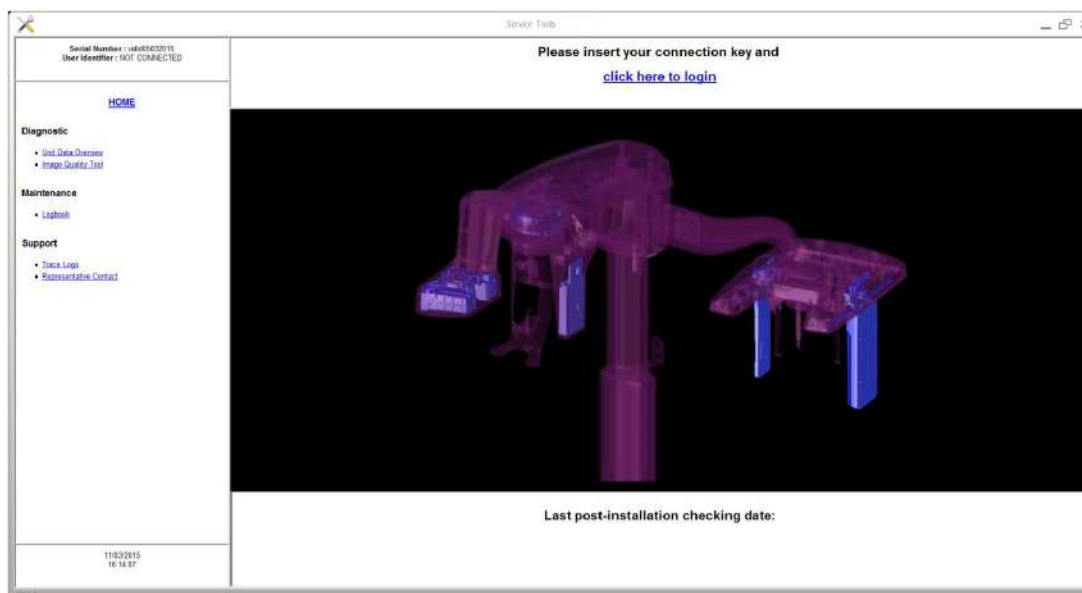 Service Tools
Serial Number : valid05032015
User Identifier : NOT CONNECTED
HOME
Diagnostic
Unit Data Overview
Image Quality Tool
Maintenance
Logbook
Support
Trace Logs
Representative Contact
11/03/2015
16:14:07
Please insert your connection key and
click here to login
Last post-installation checking date: